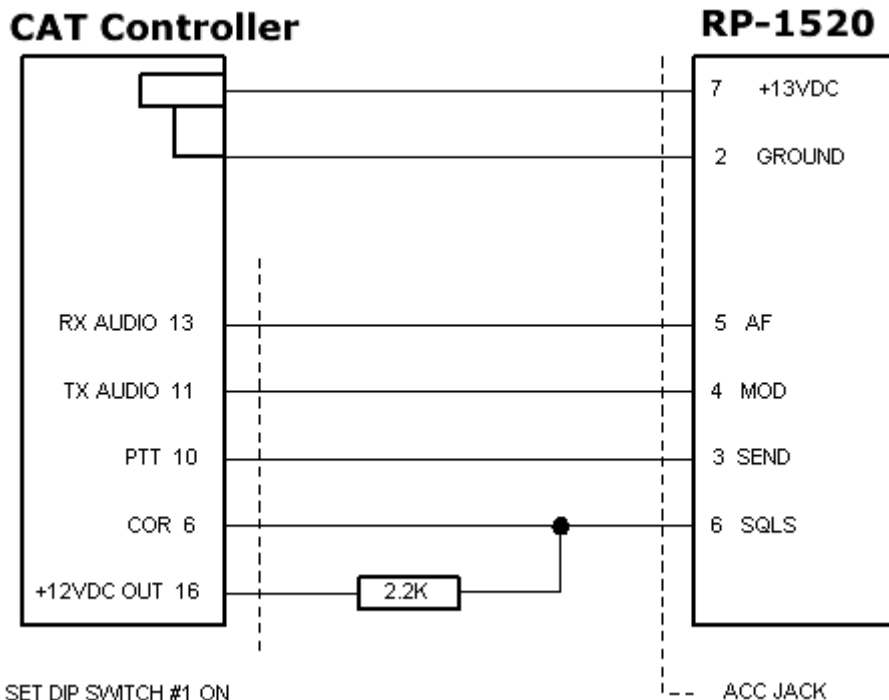 CAT Controller
RP-1520
7 +13VDC
2 GROUND
RX AUDIO 13
5 AF
TX AUDIO 11
4 MOD
PTT 10
3 SEND
COR 6
6 SQLS
+12VDC OUT 16
2.2K
SET DIP SWITCH #1 ON
ACC JACK